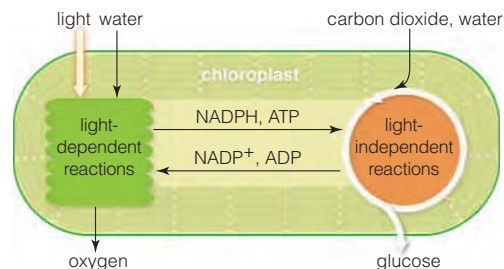 light water
carbon dioxide, water
chloroplast
light-
dependent
reactions
NADPH, ATP
NADP+, ADP
light-
independent
reactions
oxygen
glucose